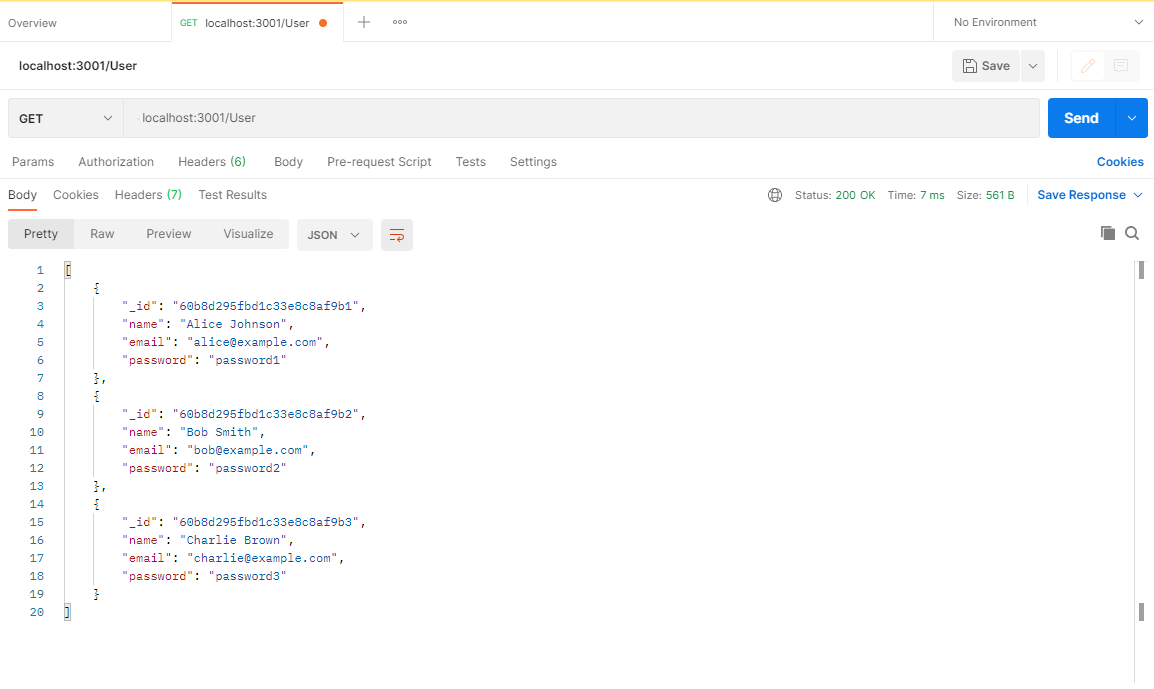 Overview GET localhost:3001/User No Environment
localhost:3001/User Save
GET localhost:3001/User Send
Params Authorization Headers (6) Body Pre-request Script Tests Settings Cookies
Body Cookies Headers (7) Test Results Status: 200 OK Time: 7 ms Size: 561 B Save Response
Pretty Raw Preview Visualize JSON
1 [
2 {
3 "_id": "60b8d295fbd1c33e8c8af9b1",
4 "name": "Alice Johnson",
5 "email": "alice@example.com",
6 "password": "password1"
7 },
8 {
9 "_id": "60b8d295fbd1c33e8c8af9b2",
10 "name": "Bob Smith",
11 "email": "bob@example.com",
12 "password": "password2"
13 },
14 {
15 "_id": "60b8d295fbd1c33e8c8af9b3",
16 "name": "Charlie Brown",
17 "email": "charlie@example.com",
18 "password": "password3"
19 }
20 ]